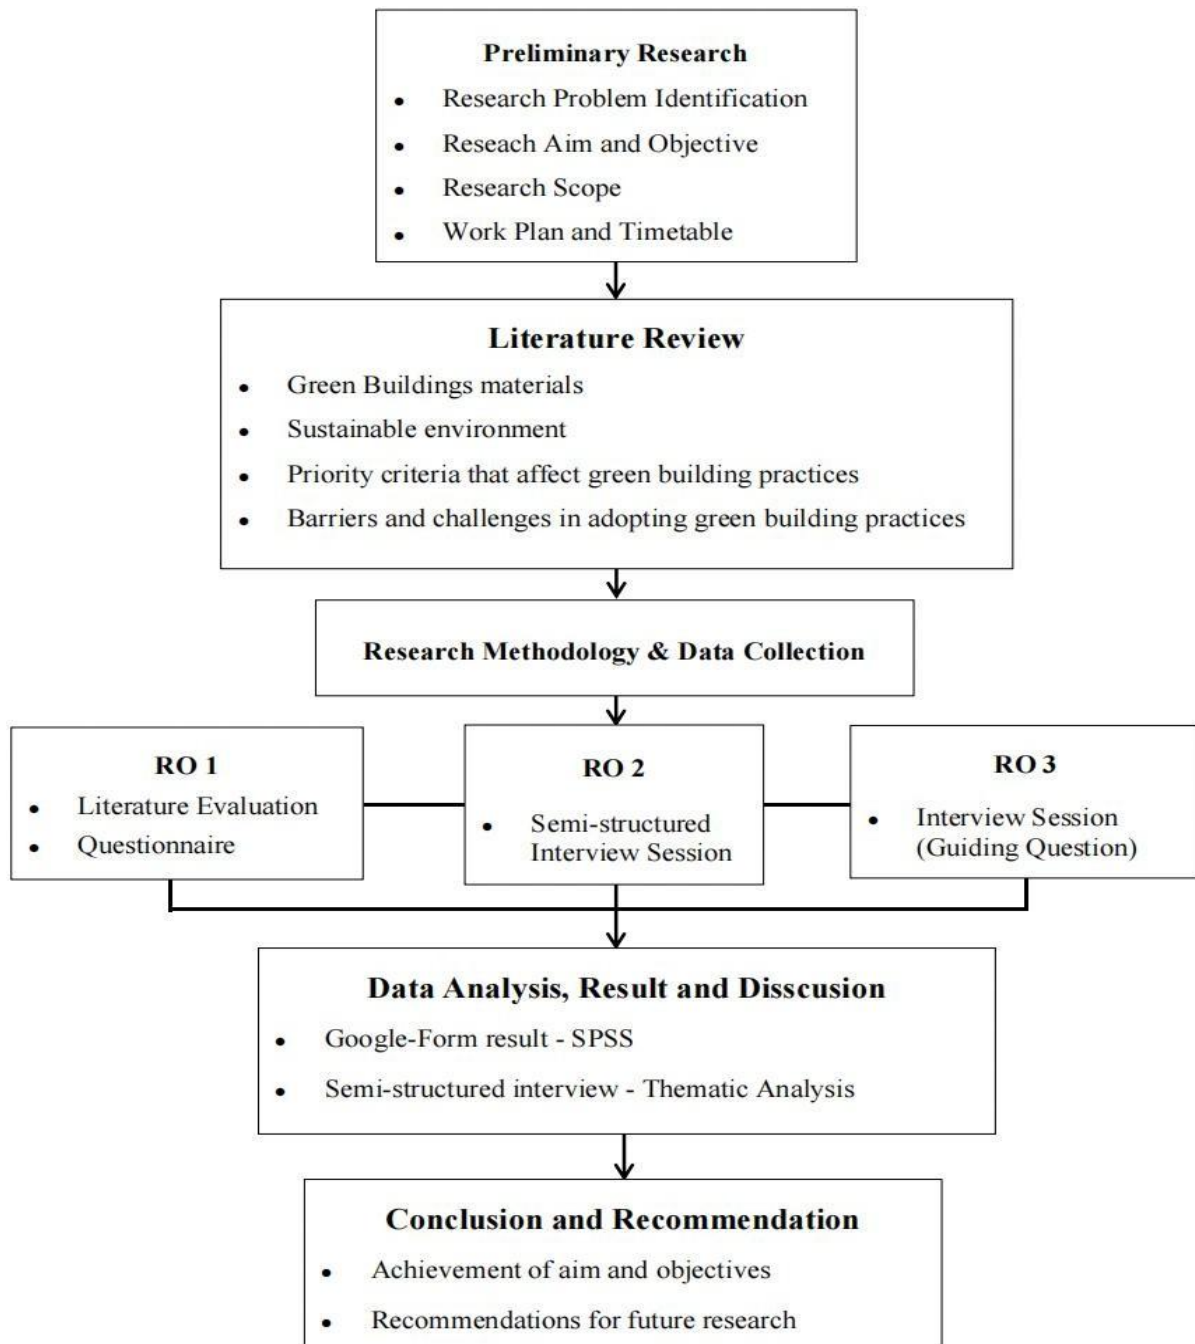 Preliminary Research
• Research Problem Identification
• Reseach Aim and Objective
• Research Scope
• Work Plan and Timetable
Literature Review
• Green Buildings materials
• Sustainable environment
• Priority criteria that affect green building practices
• Barriers and challenges in adopting green building practices
Research Methodology & Data Collection
RO 1
• Literature Evaluation
• Questionnaire
RO 2
• Semi-structured
Interview Session
RO 3
• Interview Session
(Guiding Question)
Data Analysis, Result and Disscusion
• Google-Form result - SPSS
• Semi-structured interview - Thematic Analysis
Conclusion and Recommendation
• Achievement of aim and objectives
• Recommendations for future research